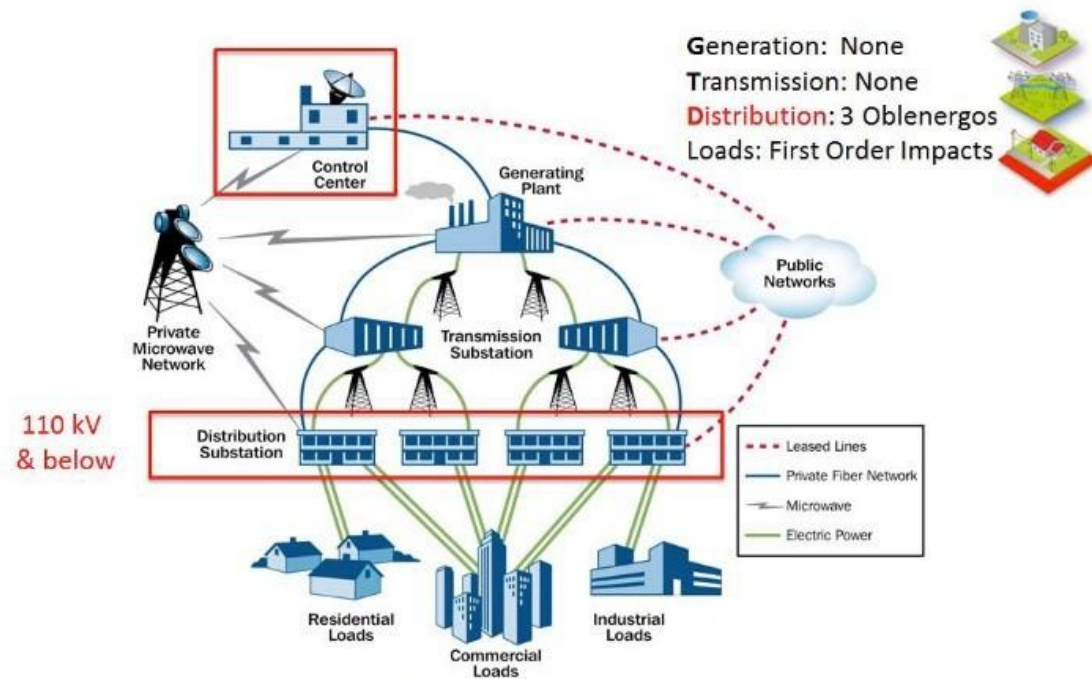 Generation: None
Transmission: None
Distribution: 3 Oblenergos
Loads: First Order Impacts
Control
Center
Generating
Plant
Public
Networks
Private
Microwave
Network
Transmission
Substation
110 kV
& below
Distribution
Substation
Leased Lines
Private Fiber Network
Microwave
Electric Power
Residential
Loads
Commercial
Loads
Industrial
Loads